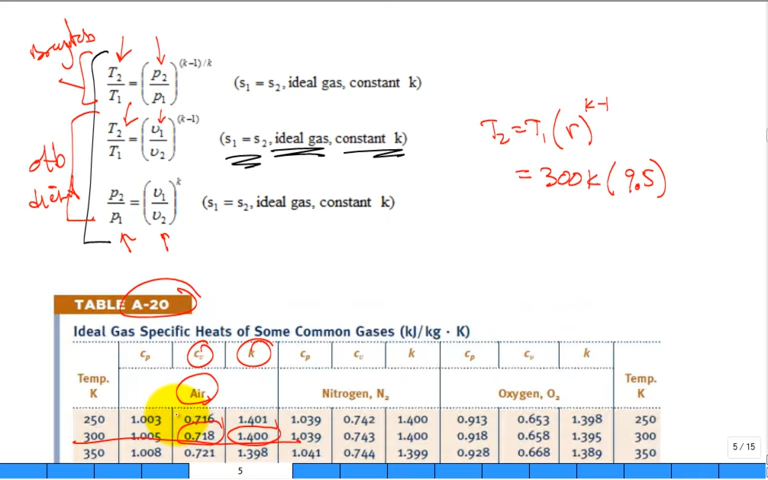 Brayton
T₂/T₁ = (p₂/p₁)^(k−1)/k (s₁ = s₂, ideal gas, constant k)
T₂/T₁ = (υ₁/υ₂)^(k−1) (s₁ = s₂, ideal gas, constant k)
p₂/p₁ = (υ₁/υ₂)^k (s₁ = s₂, ideal gas, constant k)
diesel
T₂ = T₁ (r)^k−1
= 300K (9.5)
TABLE A-20
Ideal Gas Specific Heats of Some Common Gases (kJ/kg · K)
cp cv k cp cv k cp cv k
Temp. K Air Nitrogen, N₂ Oxygen, O₂ Temp. K
250 1.003 0.716 1.401 1.039 0.742 1.400 0.913 0.653 1.398 250
300 1.005 0.718 1.400 1.039 0.743 1.400 0.918 0.658 1.395 300
350 1.008 0.721 1.398 1.041 0.744 1.399 0.928 0.668 1.389 350
5 / 15
5